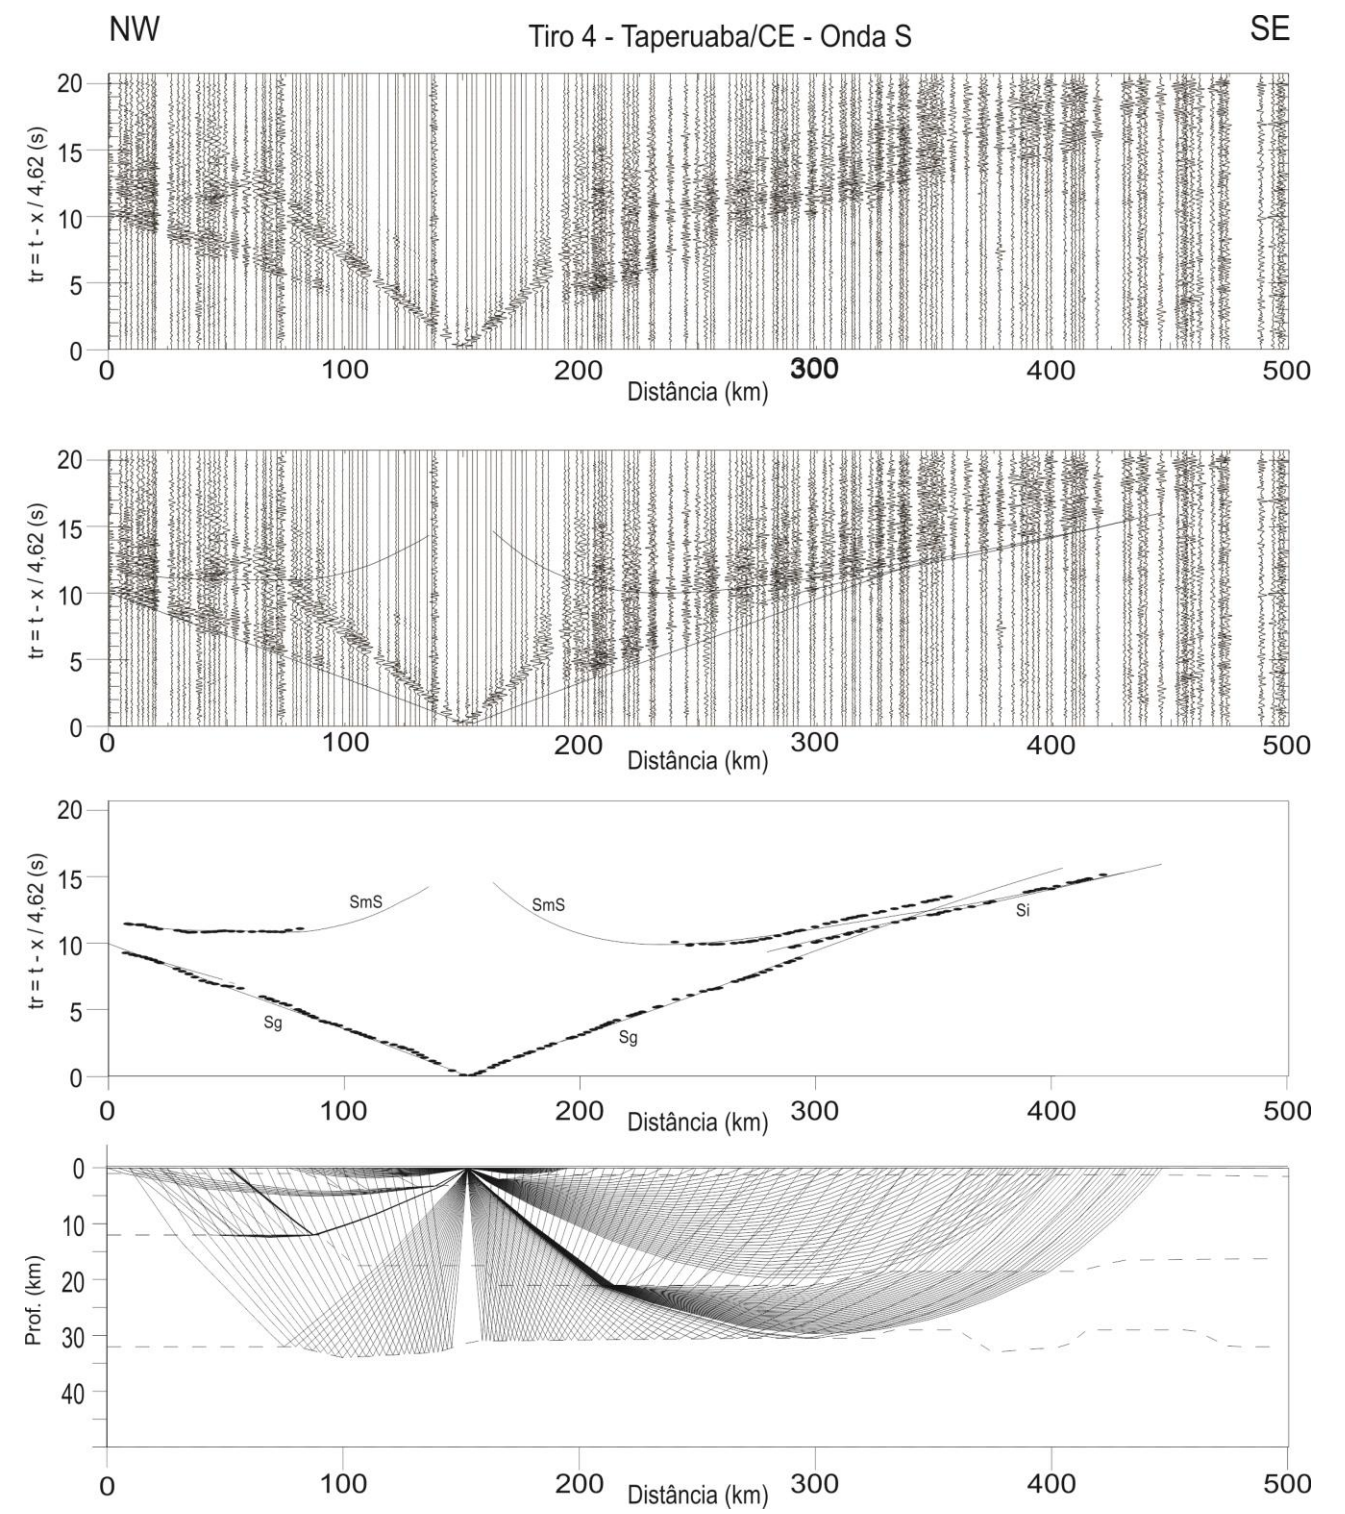 NW
Tiro 4 - Taperuaba/CE - Onda S
SE
tr = t - x / 4,62 (s)
20
15
10
5
0
0 100 200 300 400 500
Distância (km)
tr = t - x / 4,62 (s)
20
15
10
5
0
0 100 200 300 400 500
Distância (km)
tr = t - x / 4,62 (s)
20
15
10
5
0
SmS
SmS
Si
Sg
Sg
0 100 200 300 400 500
Distância (km)
Prof. (km)
0
10
20
30
40
0 100 200 300 400 500
Distância (km)